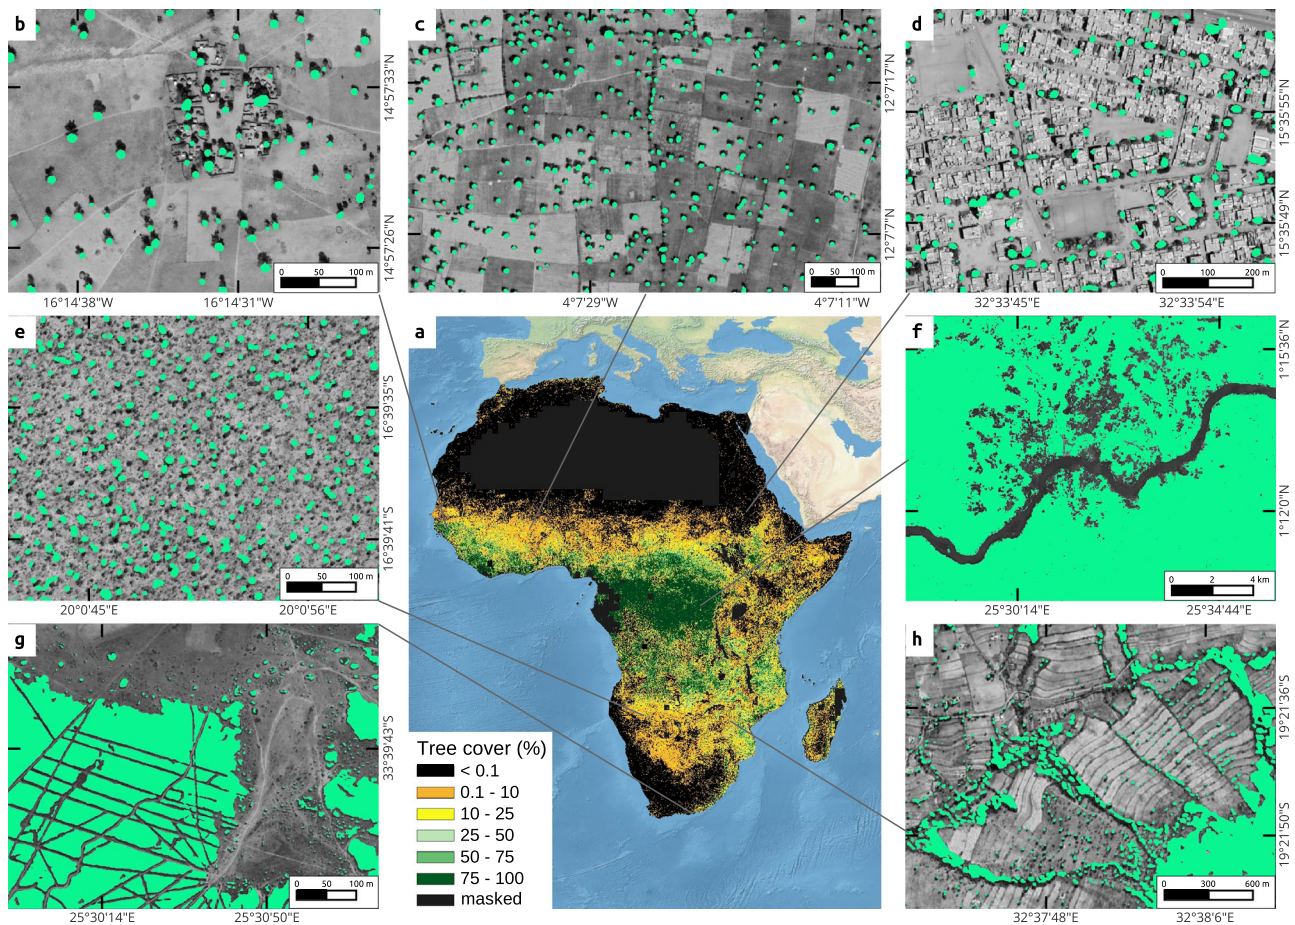 b
14°57'33"N
14°57'26"N
0 50 100 m
16°14'38"W 16°14'31"W
c
12°7'17"N
12°7'7"N
0 50 100 m
4°7'29"W 4°7'11"W
d
15°35'55"N
15°35'49"N
0 100 200 m
32°33'45"E 32°33'54"E
e
16°39'35"S
16°39'41"S
0 50 100 m
20°0'45"E 20°0'56"E
a
Tree cover (%)
< 0.1
0.1 - 10
10 - 25
25 - 50
50 - 75
75 - 100
masked
f
1°15'36"N
1°12'0"N
0 2 4 km
25°30'14"E 25°34'44"E
g
33°39'43"S
0 50 100 m
25°30'14"E 25°30'50"E
h
19°21'36"S
19°21'50"S
0 300 600 m
32°37'48"E 32°38'6"E